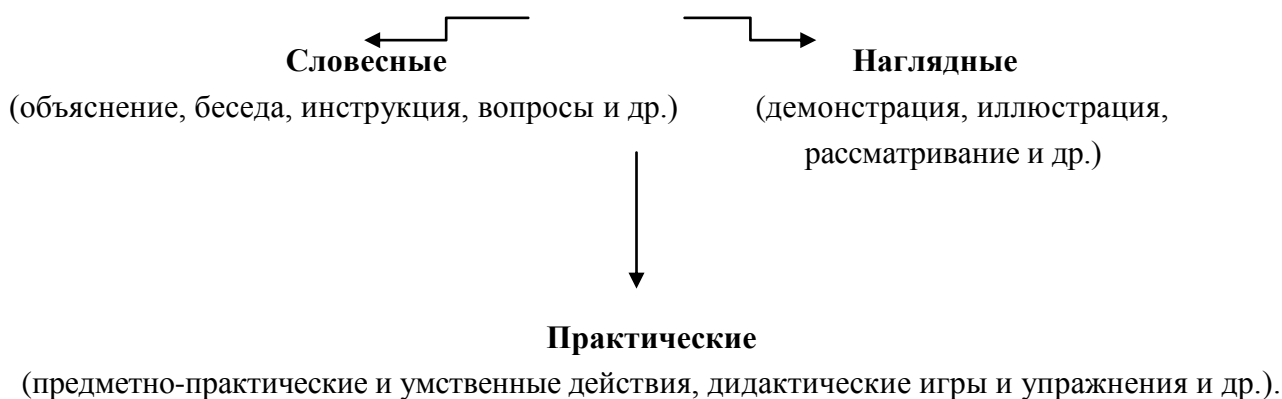 Словесные Наглядные
(объяснение, беседа, инструкция, вопросы и др.) (демонстрация, иллюстрация,
рассматривание и др.)
Практические
(предметно-практические и умственные действия, дидактические игры и упражнения и др.).